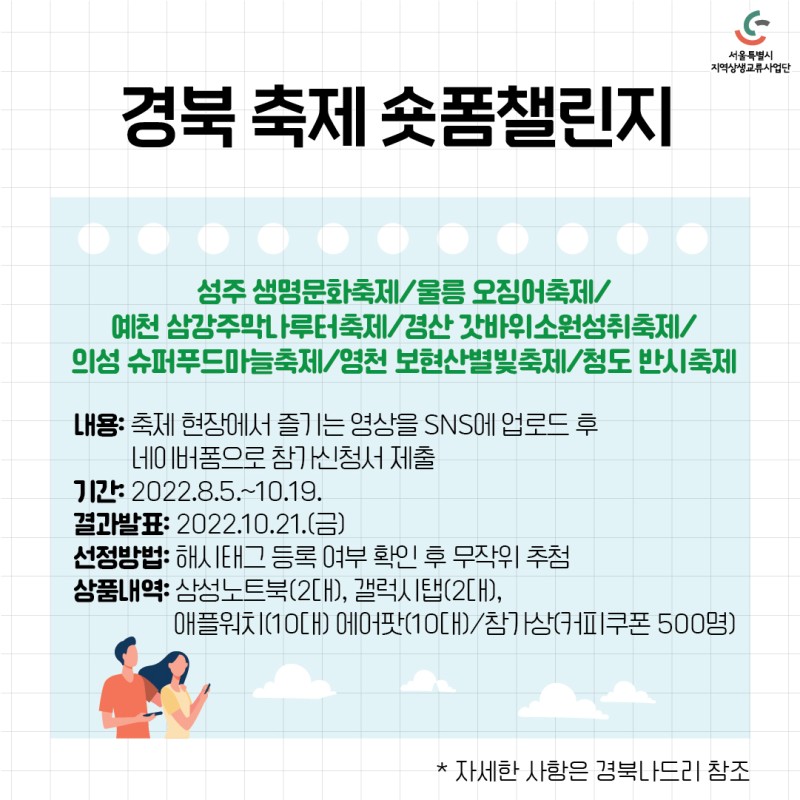 서울특별시
지역상생교류사업단
경북 축제 숏폼챌린지
성주 생명문화축제/울릉 오징어축제/
예천 삼강주막나루터축제/경산 갓바위소원성취축제/
의성 슈퍼푸드마늘축제/영천 보현산별빛축제/청도 반시축제
내용: 축제 현장에서 즐기는 영상을 SNS에 업로드 후
네이버폼으로 참가신청서 제출
기간: 2022.8.5.~10.19.
결과발표: 2022.10.21.(금)
선정방법: 해시태그 등록 여부 확인 후 무작위 추첨
상품내역: 삼성노트북(2대), 갤럭시탭(2대),
애플워치(10대) 에어팟(10대)/참가상(커피쿠폰 500명)
* 자세한 사항은 경북나드리 참조